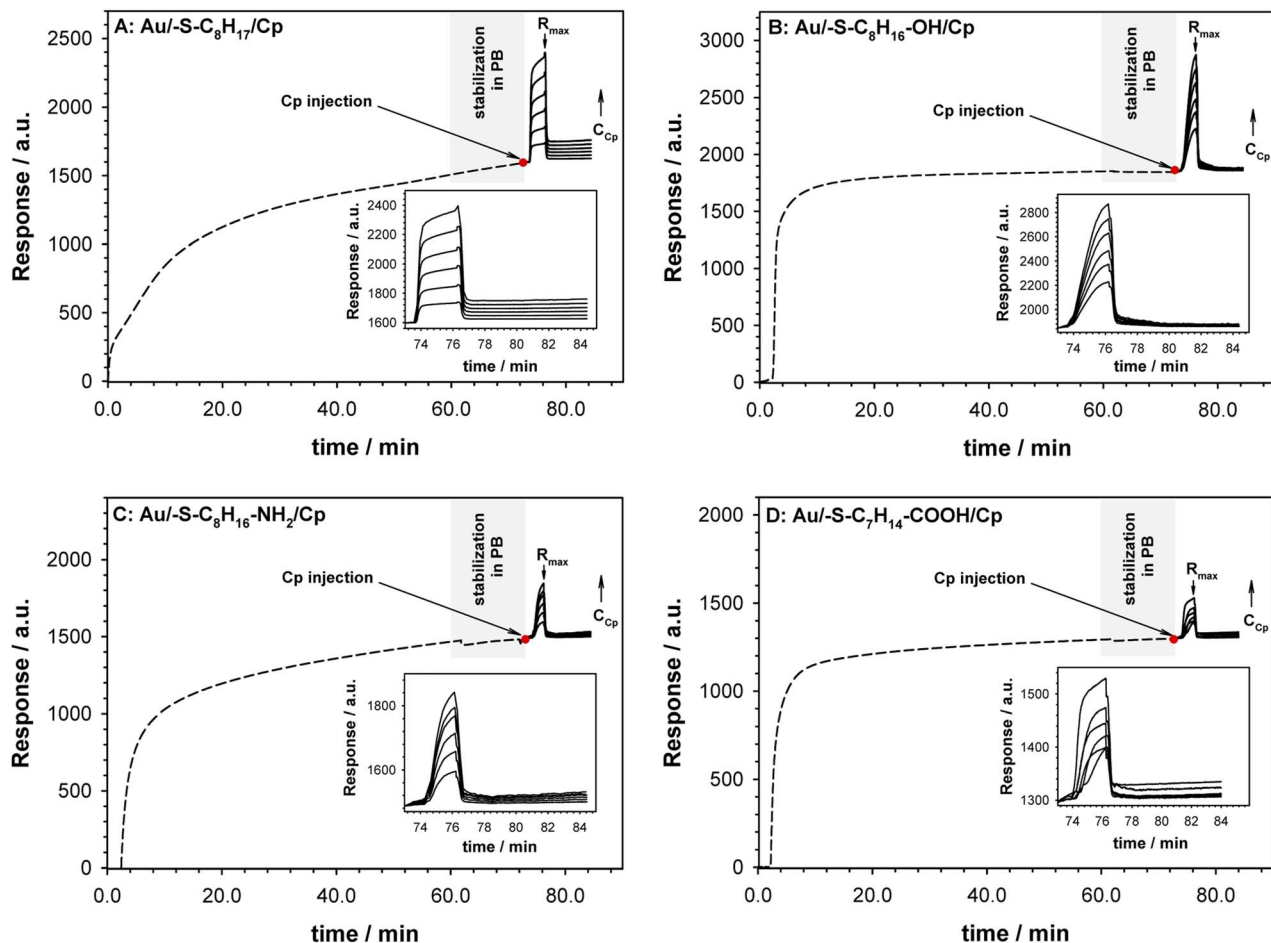 A: Au/-S-C₈H₁₇/Cp
Rmax
stabilization
in PB
Cp injection
CCp
Response / a.u.
2500
2000
1500
1000
500
0
0.0 20.0 40.0 60.0 80.0
time / min
Response / a.u.
2400
2200
2000
1800
1600
74 76 78 80 82 84
time / min
B: Au/-S-C₈H₁₆-OH/Cp
Rmax
stabilization
in PB
Cp injection
CCp
Response / a.u.
3000
2500
2000
1500
1000
500
0
0.0 20.0 40.0 60.0 80.0
time / min
Response / a.u.
2800
2600
2400
2200
2000
74 76 78 80 82 84
time / min
C: Au/-S-C₈H₁₆-NH₂/Cp
Rmax
stabilization
in PB
Cp injection
CCp
Response / a.u.
2000
1500
1000
500
0
0.0 20.0 40.0 60.0 80.0
time / min
Response / a.u.
1800
1600
74 76 78 80 82 84
time / min
D: Au/-S-C₇H₁₄-COOH/Cp
Rmax
stabilization
in PB
Cp injection
CCp
Response / a.u.
2000
1500
1000
500
0
0.0 20.0 40.0 60.0 80.0
time / min
Response / a.u.
1500
1400
1300
74 76 78 80 82 84
time / min